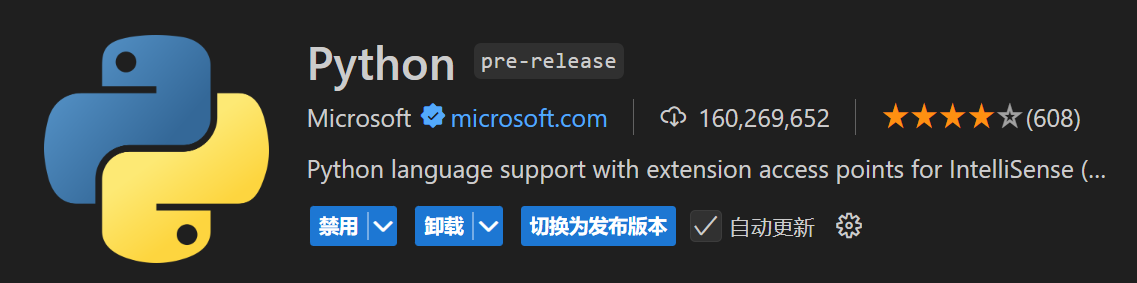 Python pre-release
Microsoft microsoft.com 160,269,652 (608)
Python language support with extension access points for IntelliSense (...
禁用 卸载 切换为发布版本 自动更新